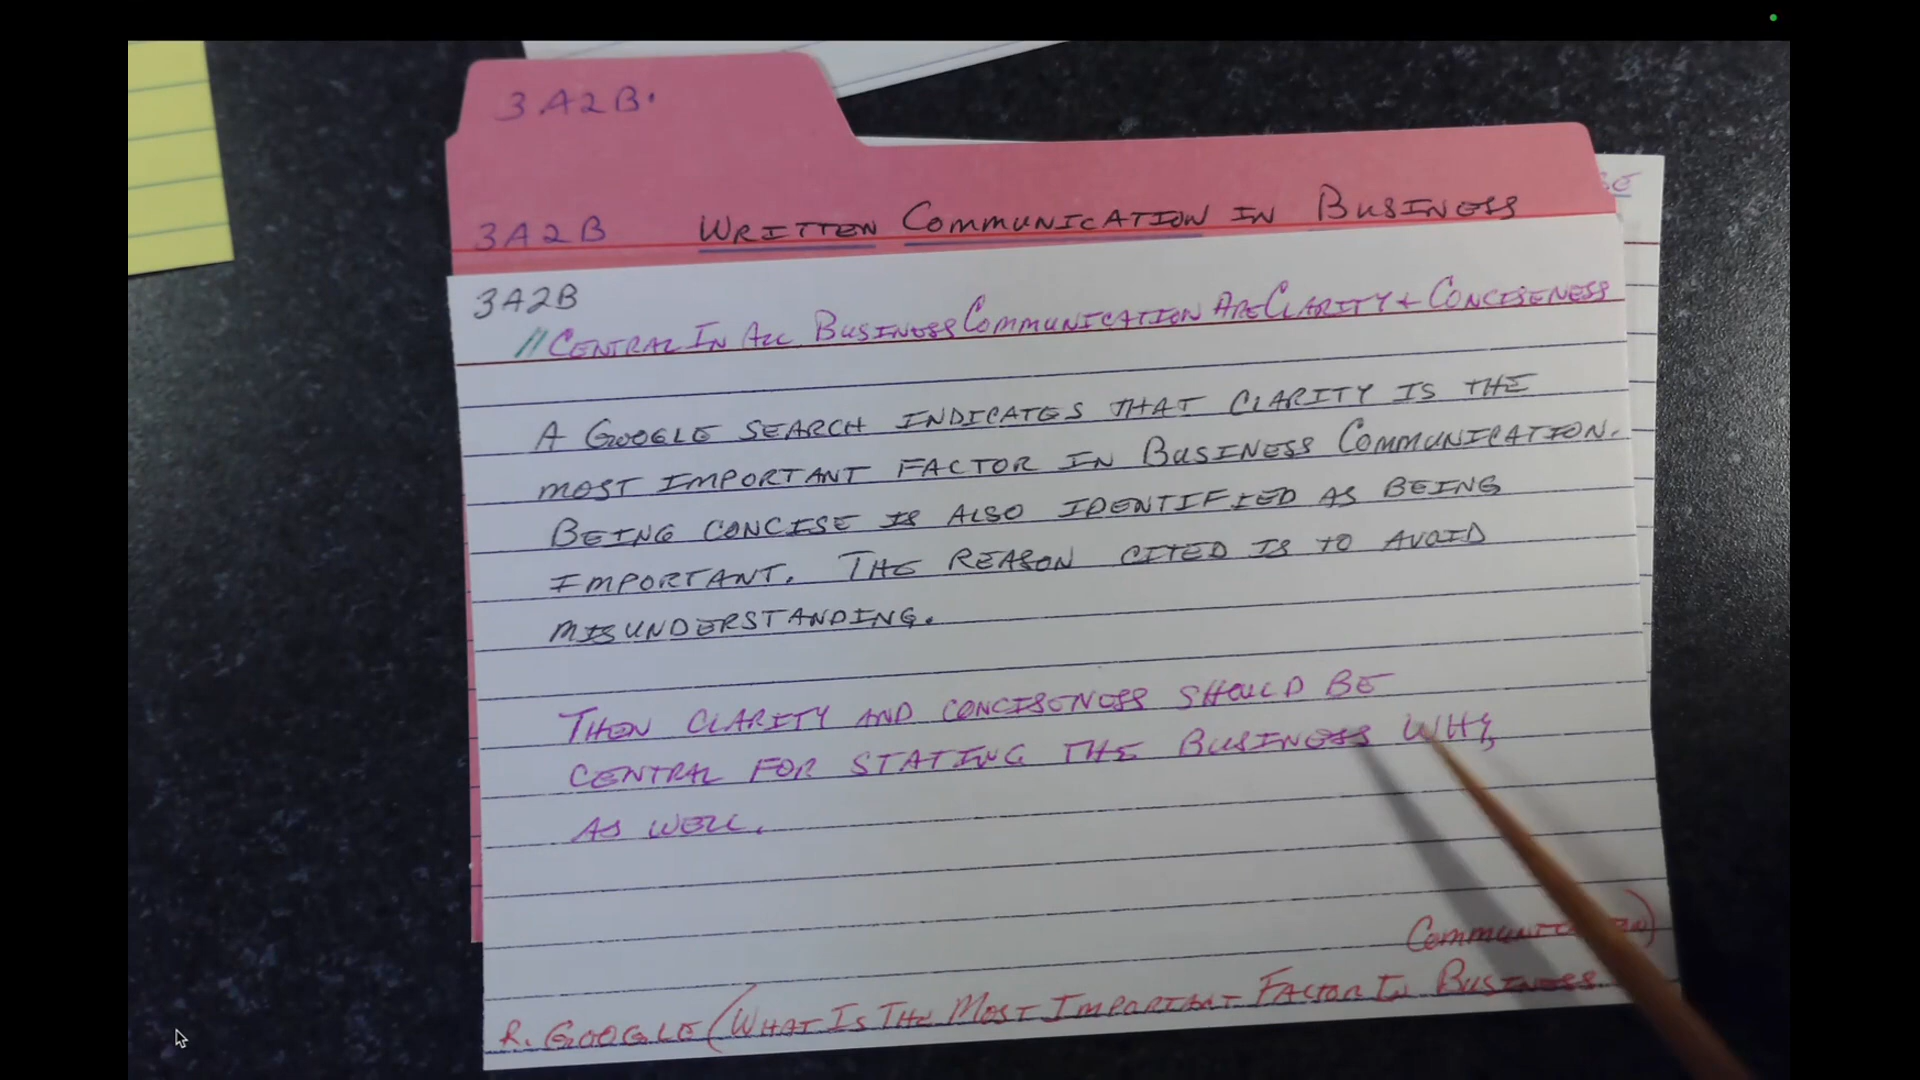 3A2B.
3A2B WRITTEN COMMUNICATION IN BUSINESS
3A2B
// CENTRAL IN ALL BUSINESS COMMUNICATION ARE CLARITY + CONCISENESS
A GOOGLE SEARCH INDICATES THAT CLARITY IS THE
MOST IMPORTANT FACTOR IN BUSINESS COMMUNICATION.
BEING CONCISE IS ALSO IDENTIFIED AS BEING
IMPORTANT. THE REASON CITED IS TO AVOID
MISUNDERSTANDING.
THEN CLARITY AND CONCISENESS SHOULD BE
CENTRAL FOR STATING THE BUSINESS WHY
AS WELL.
R. GOOGLE (WHAT IS THE MOST IMPORTANT FACTOR IN BUSINESS
COMMUNICATION)